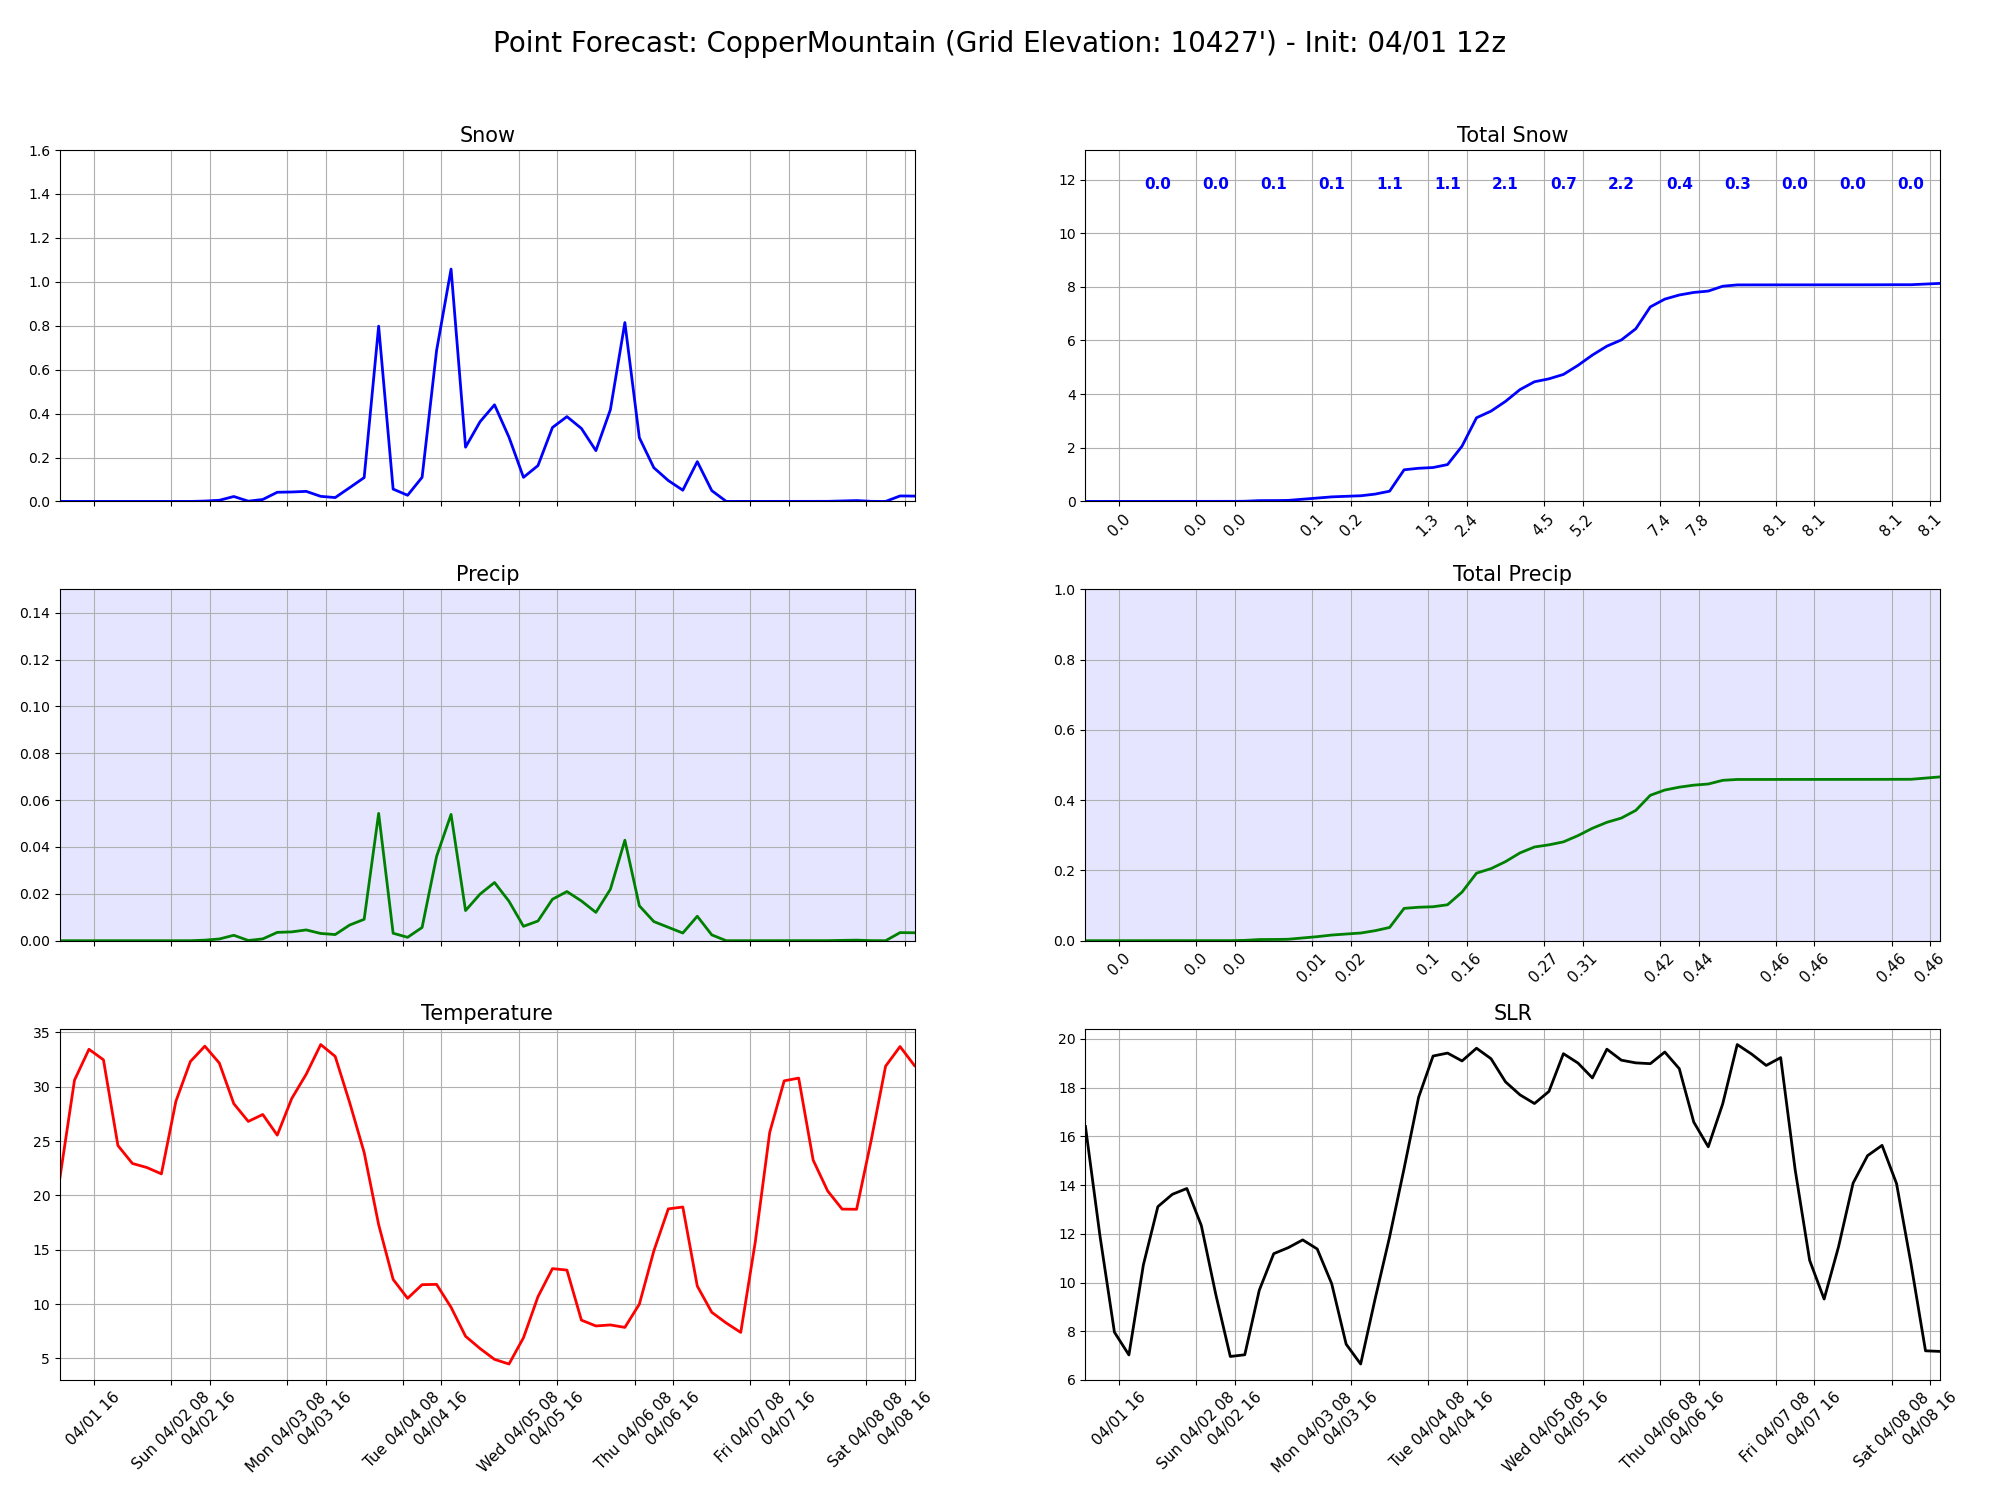 Point Forecast: CopperMountain (Grid Elevation: 10427') - Init: 04/01 12z
Snow
1.6
1.4
1.2
1.0
0.8
0.6
0.4
0.2
0.0
Total Snow
12
10
8
6
4
2
0
0.0 0.0 0.1 0.1 1.1 1.1 2.1 0.7 2.2 0.4 0.3 0.0 0.0 0.0
0.0 0.0 0.0 0.1 0.2 1.3 2.4 4.5 5.2 7.4 7.8 8.1 8.1 8.1 8.1
Precip
0.14
0.12
0.10
0.08
0.06
0.04
0.02
0.00
Total Precip
1.0
0.8
0.6
0.4
0.2
0.0
0.0 0.0 0.0 0.01 0.02 0.1 0.16 0.27 0.31 0.42 0.44 0.46 0.46 0.46 0.46
Temperature
35
30
25
20
15
10
5
04/01 16
Sun 04/02 08
04/02 16
Mon 04/03 08
04/03 16
Tue 04/04 08
04/04 16
Wed 04/05 08
04/05 16
Thu 04/06 08
04/06 16
Fri 04/07 08
04/07 16
Sat 04/08 08
04/08 16
SLR
20
18
16
14
12
10
8
6
04/01 16
Sun 04/02 08
04/02 16
Mon 04/03 08
04/03 16
Tue 04/04 08
04/04 16
Wed 04/05 08
04/05 16
Thu 04/06 08
04/06 16
Fri 04/07 08
04/07 16
Sat 04/08 08
04/08 16